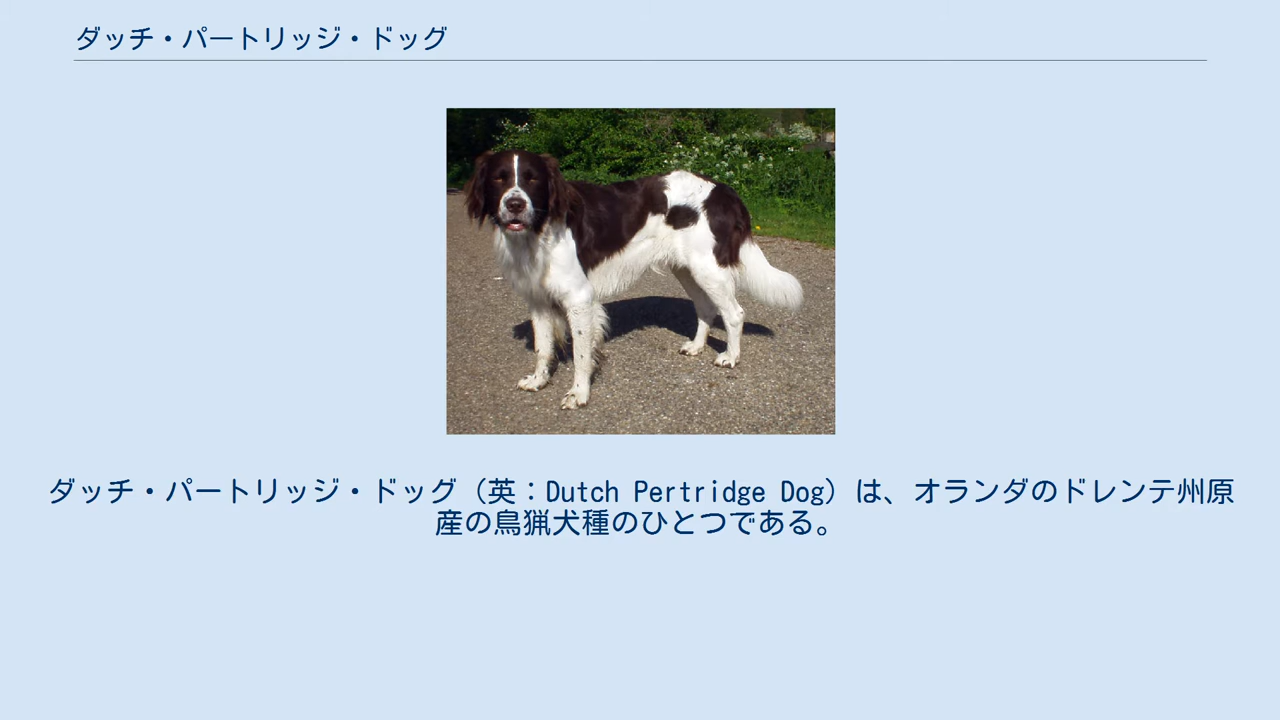 ダッチ・パートリッジ・ドッグ
ダッチ・パートリッジ・ドッグ（英：Dutch Pertridge Dog）は、オランダのドレンテ州原
産の鳥猟犬種のひとつである。